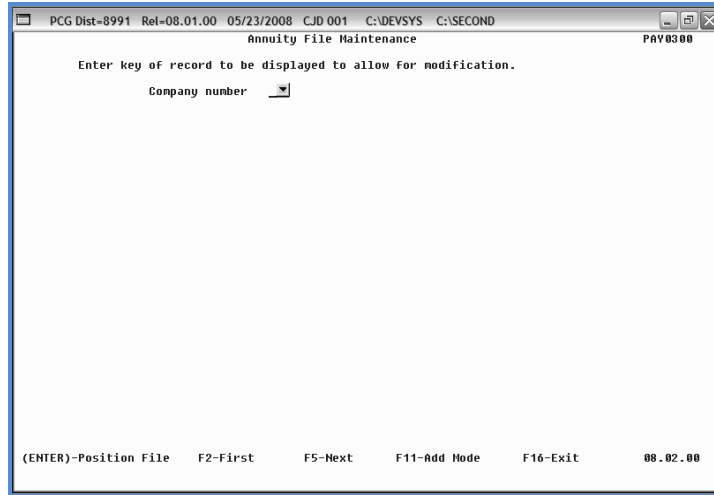 PCG Dist=8991 Rel=08.01.00 05/23/2008 CJD 001 C:\DEVSYS C:\SECOND
Annuity File Maintenance PAY0300
Enter key of record to be displayed to allow for modification.
Company number
(ENTER)-Position File F2-First F5-Next F11-Add Mode F16-Exit 08.02.00